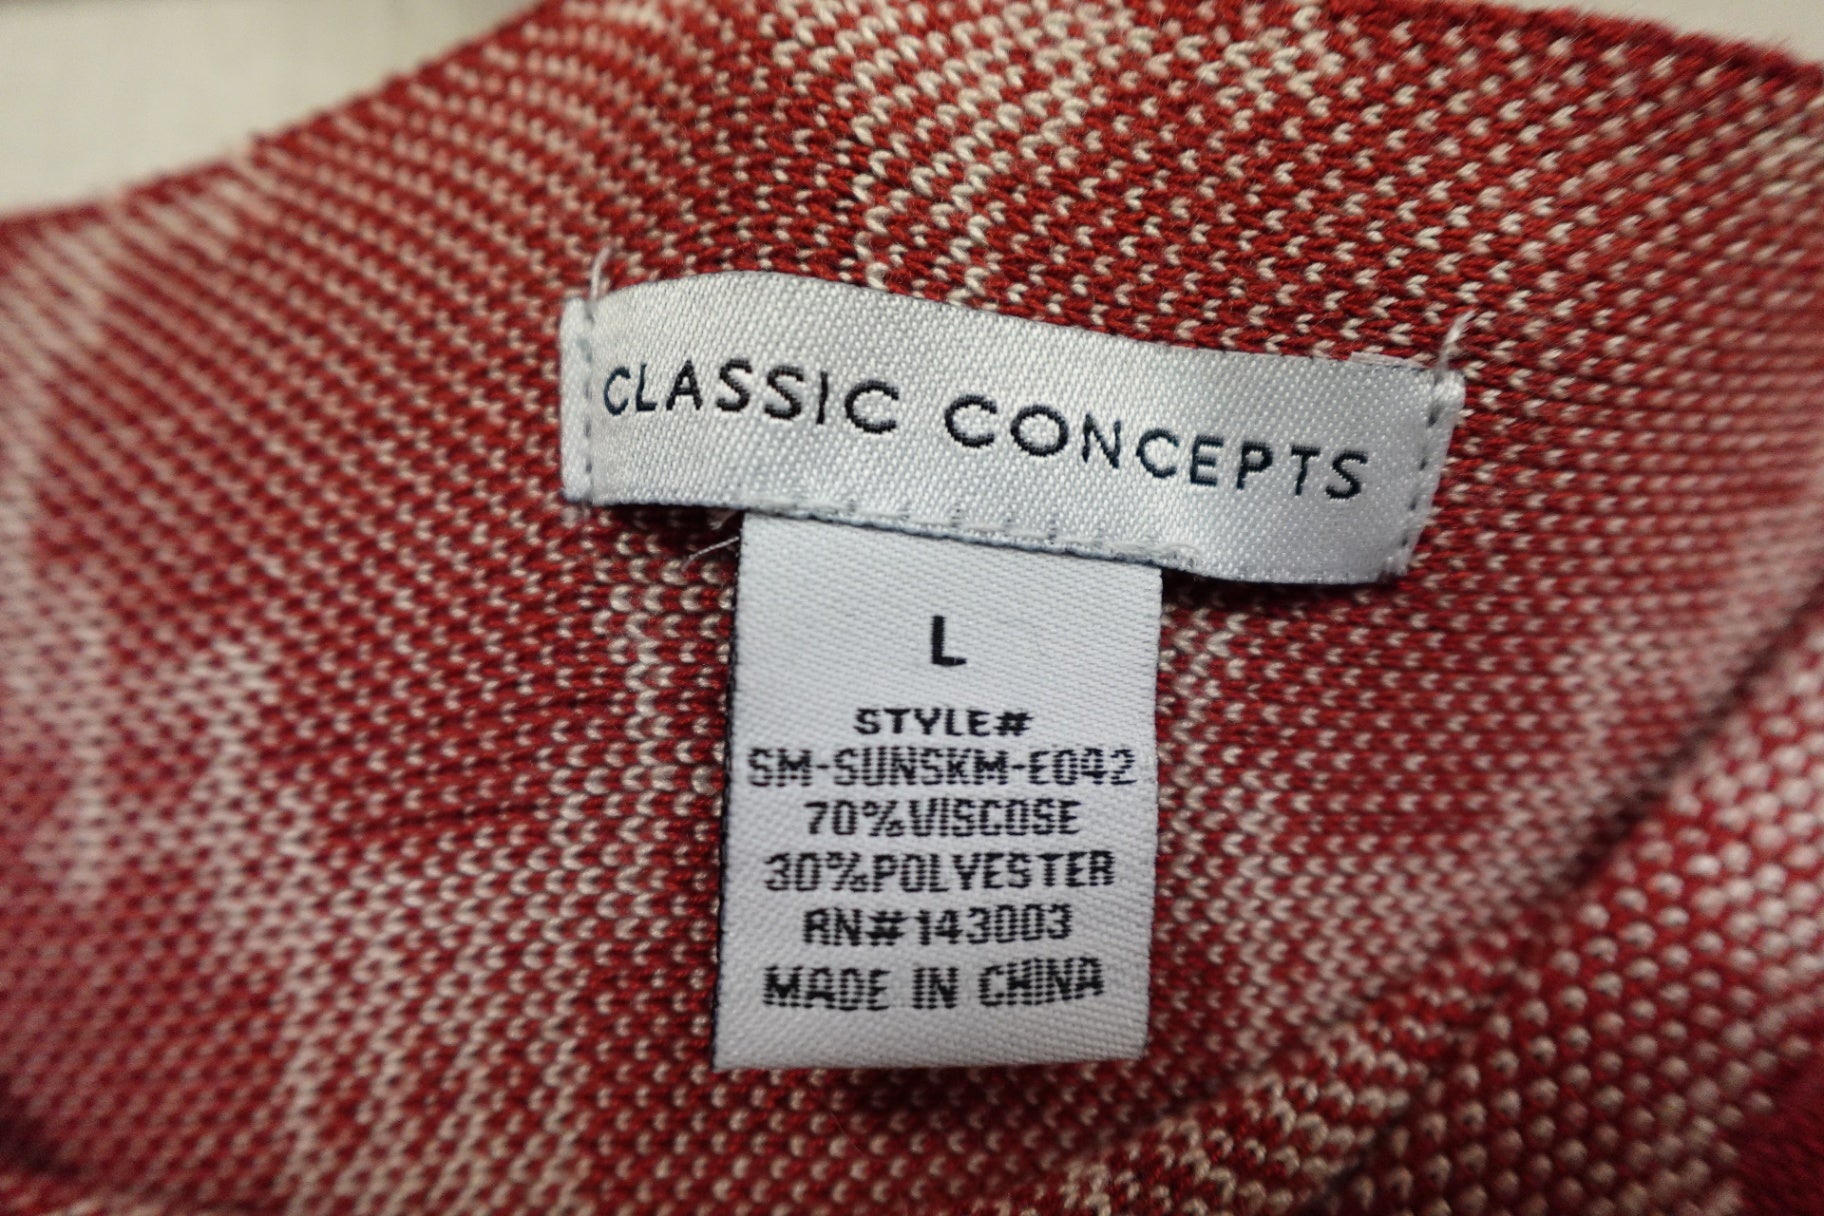 CLASSIC CONCEPTS
L
STYLE#
SM-SUNSKM-E042
70%VISCOSE
30%POLYESTER
RN#143003
MADE IN CHINA